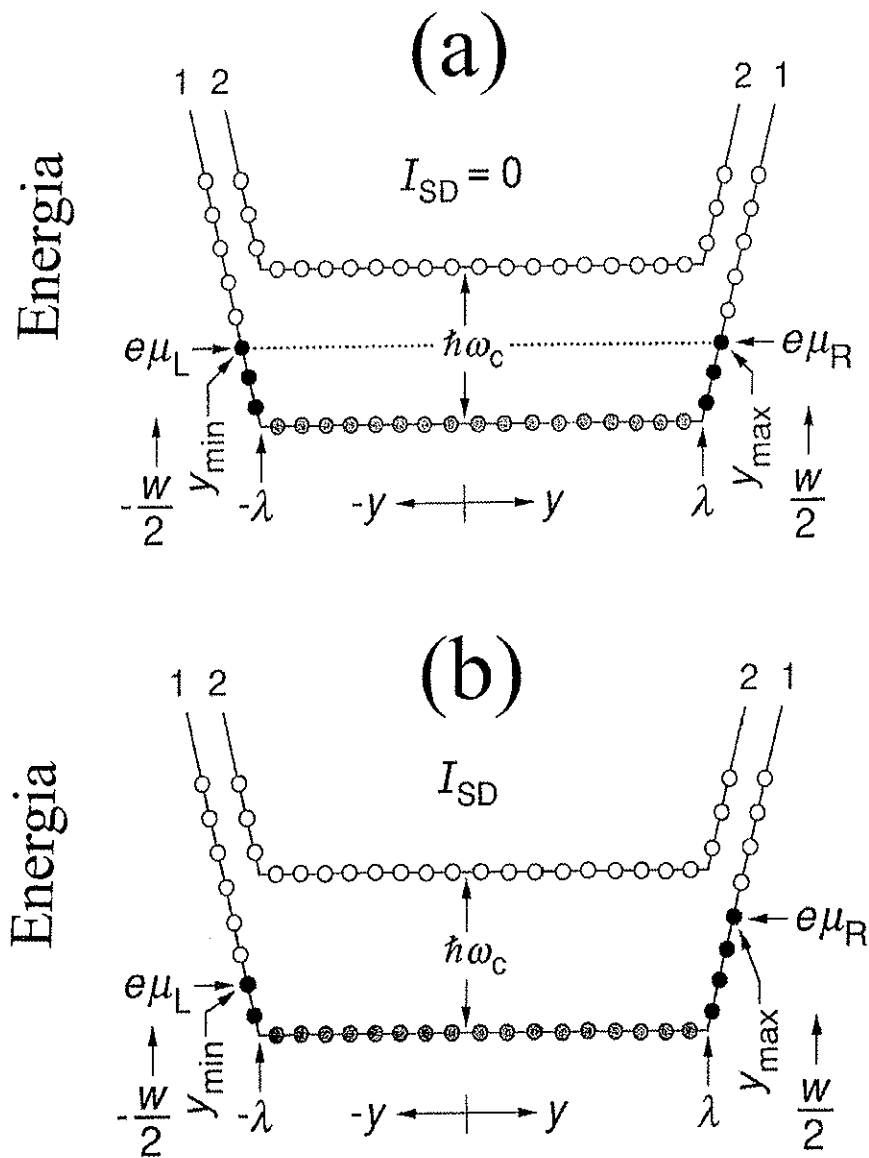 (a)
1 2 2 1
I_SD = 0
Energia
eμ_L ħω_c eμ_R
y_min y_max
-w/2 -λ -y y λ w/2
(b)
1 2 2 1
I_SD
Energia
ħω_c eμ_R
eμ_L
y_min y_max
-w/2 -λ -y y λ w/2